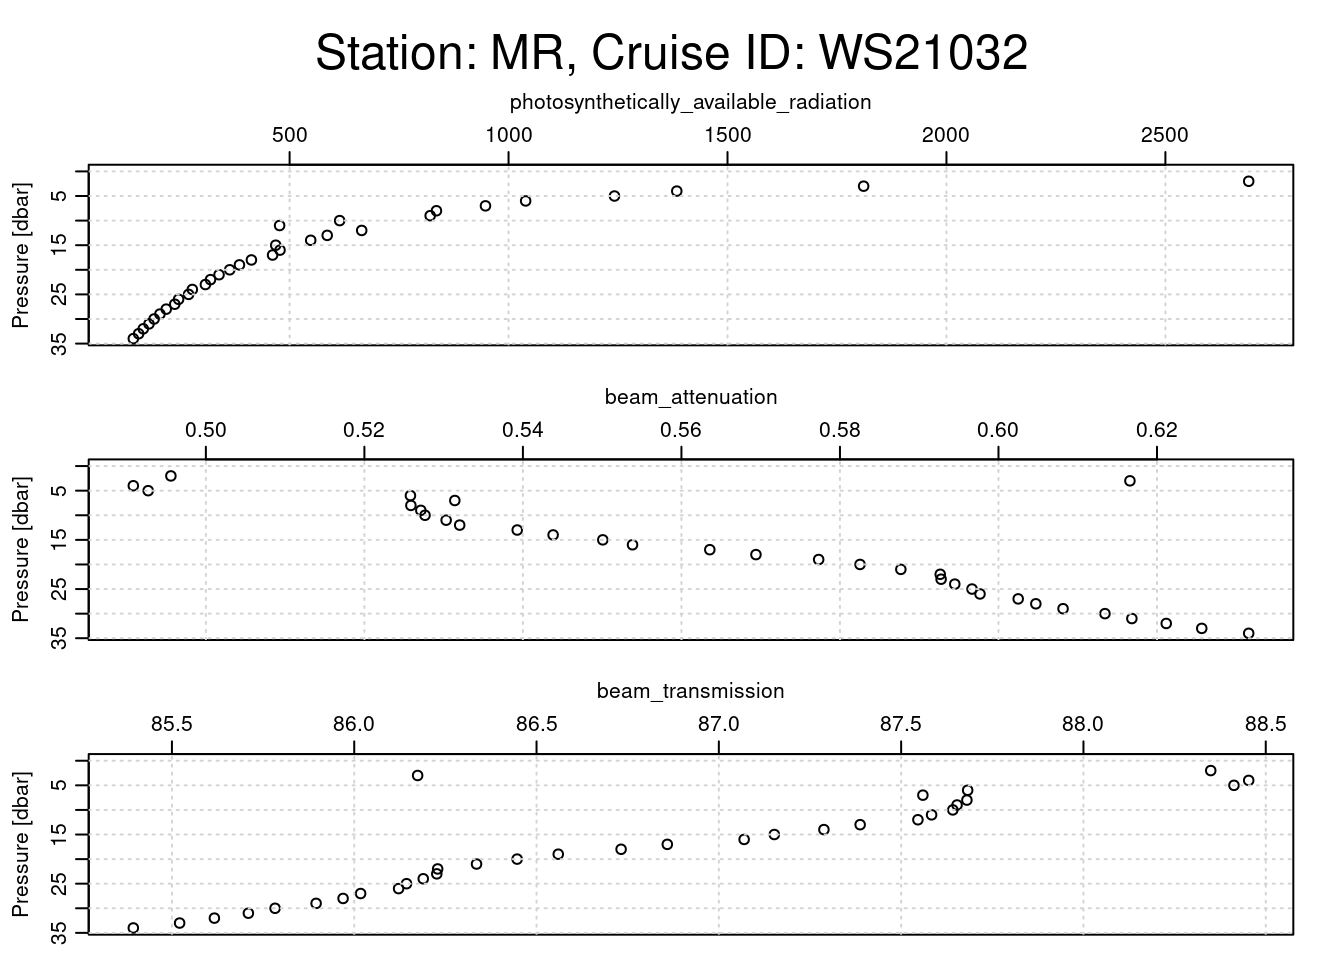 Station: MR, Cruise ID: WS21032
photosynthetically_available_radiation
500 1000 1500 2000 2500
Pressure [dbar]
5
15
25
35
beam_attenuation
0.50 0.52 0.54 0.56 0.58 0.60 0.62
Pressure [dbar]
5
15
25
35
beam_transmission
85.5 86.0 86.5 87.0 87.5 88.0 88.5
Pressure [dbar]
5
15
25
35